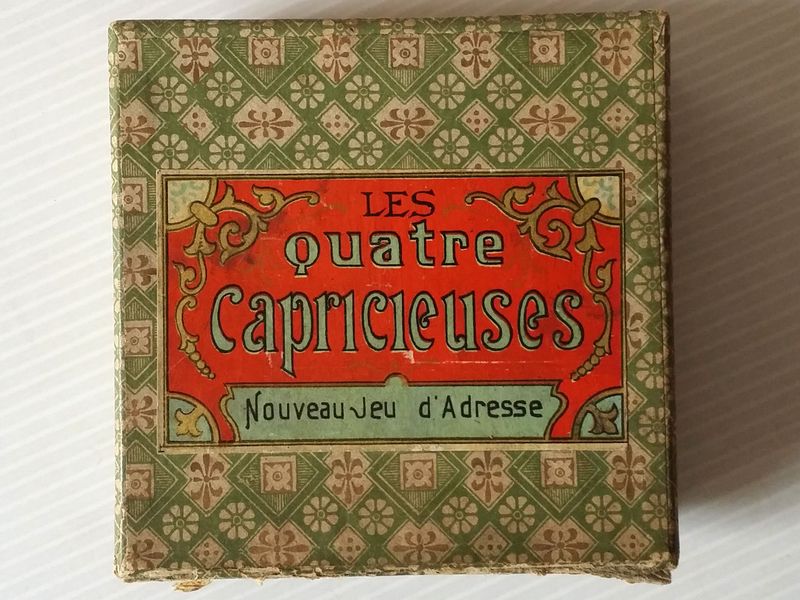 LES
Quatre
Capricieuses
Nouveau Jeu d'Adresse